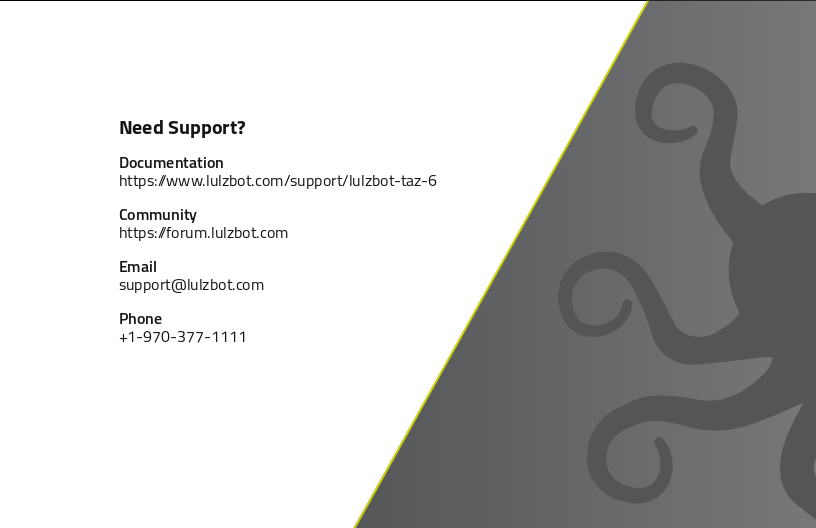 Need Support?
Documentation
https://www.lulzbot.com/support/lulzbot-taz-6
Community
https://forum.lulzbot.com
Email
support@lulzbot.com
Phone
+1-970-377-1111